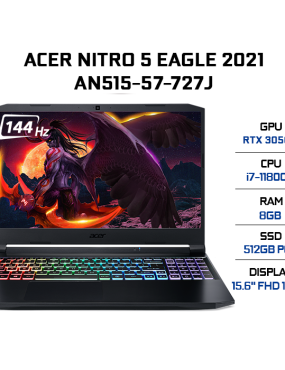 ACER NITRO 5 EAGLE 2021
AN515-57-727J
144 Hz
acer
GPU
RTX 3050
CPU
i7-11800
RAM
8GB
SSD
512GB
DISPLA
15.6" FHD